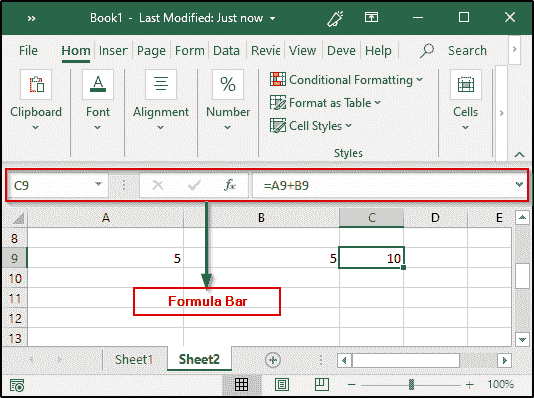 Book1 - Last Modified: Just now
File Hom Inser Page Form Data Revie View Deve Help Search
Clipboard Font Alignment Number Conditional Formatting Cells
A %
Format as Table
Cell Styles
Styles
C9 fx =A9+B9
A B C D E
8
9 5 5 10
10
11 Formula Bar
12
13
Sheet1 Sheet2
100%